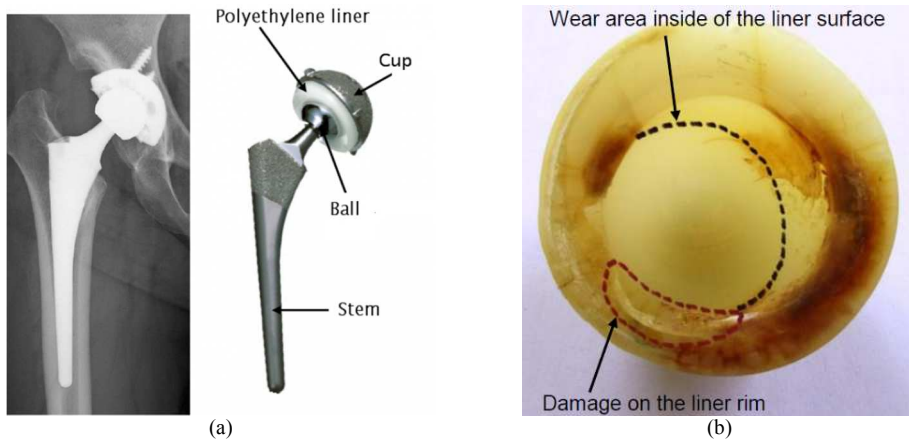 Polyethylene liner
Cup
Ball
Stem
(a)
Wear area inside of the liner surface
Damage on the liner rim
(b)